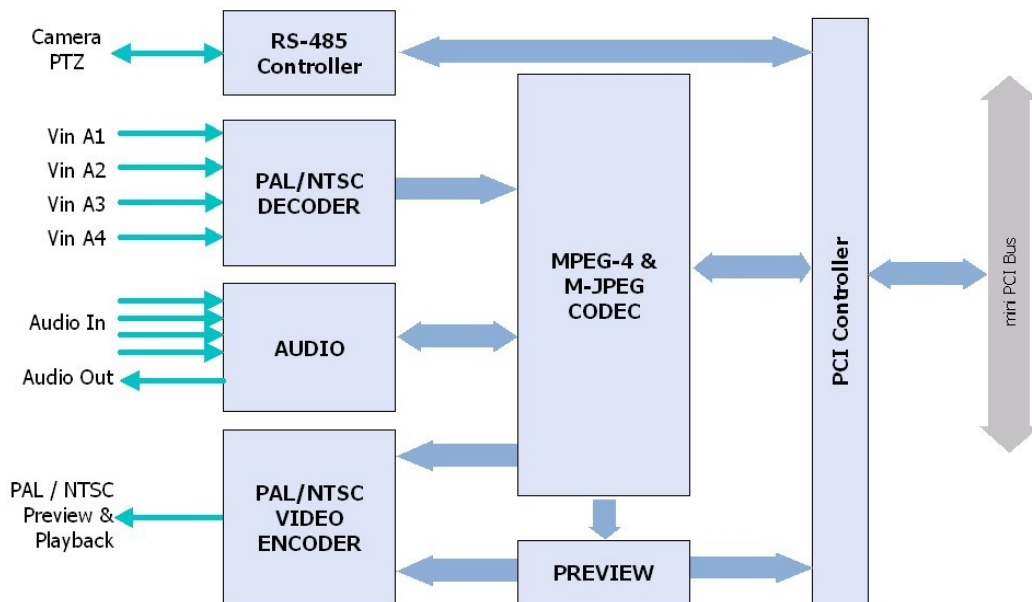 Camera
PTZ
RS-485
Controller
Vin A1
Vin A2
Vin A3
Vin A4
PAL/NTSC
DECODER
Audio In
Audio Out
AUDIO
PAL / NTSC
Preview &
Playback
PAL/NTSC
VIDEO
ENCODER
MPEG-4 &
M-JPEG
CODEC
PREVIEW
PCI Controller
mini PCI Bus